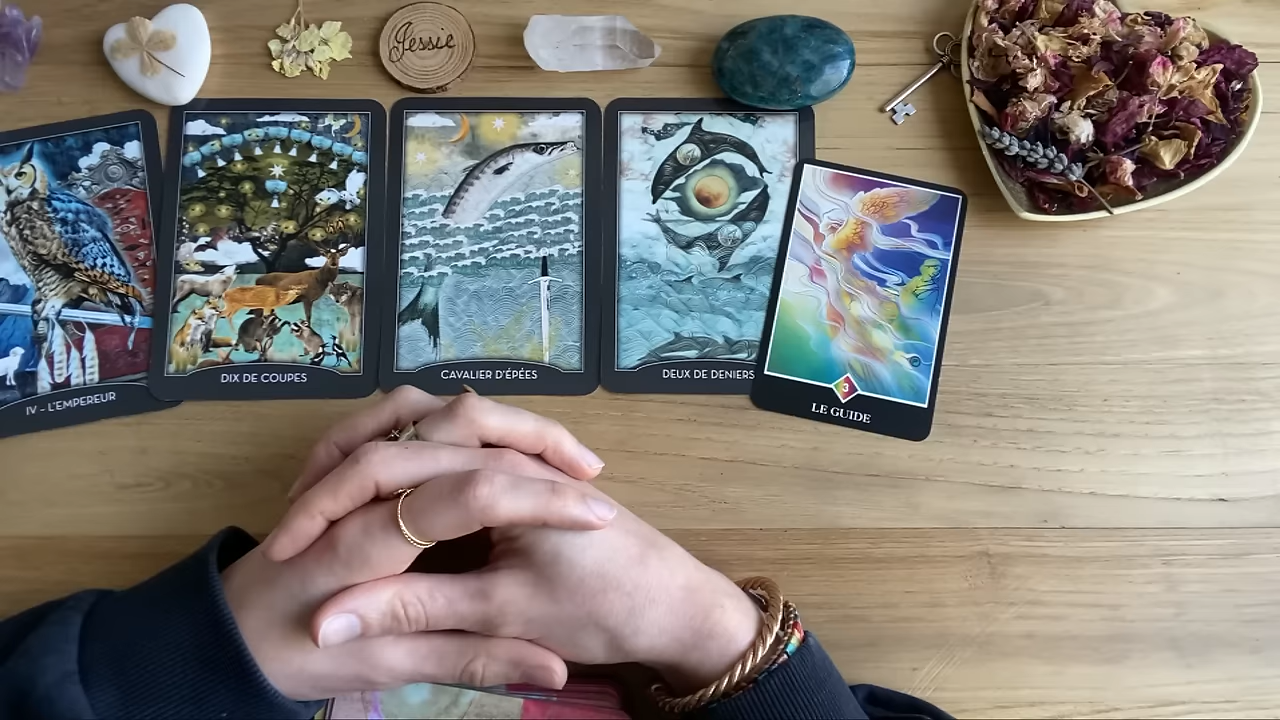 Jessie
IV - L'EMPEREUR
DIX DE COUPES
CAVALIER D'ÉPÉES
DEUX DE DENIERS
3
LE GUIDE